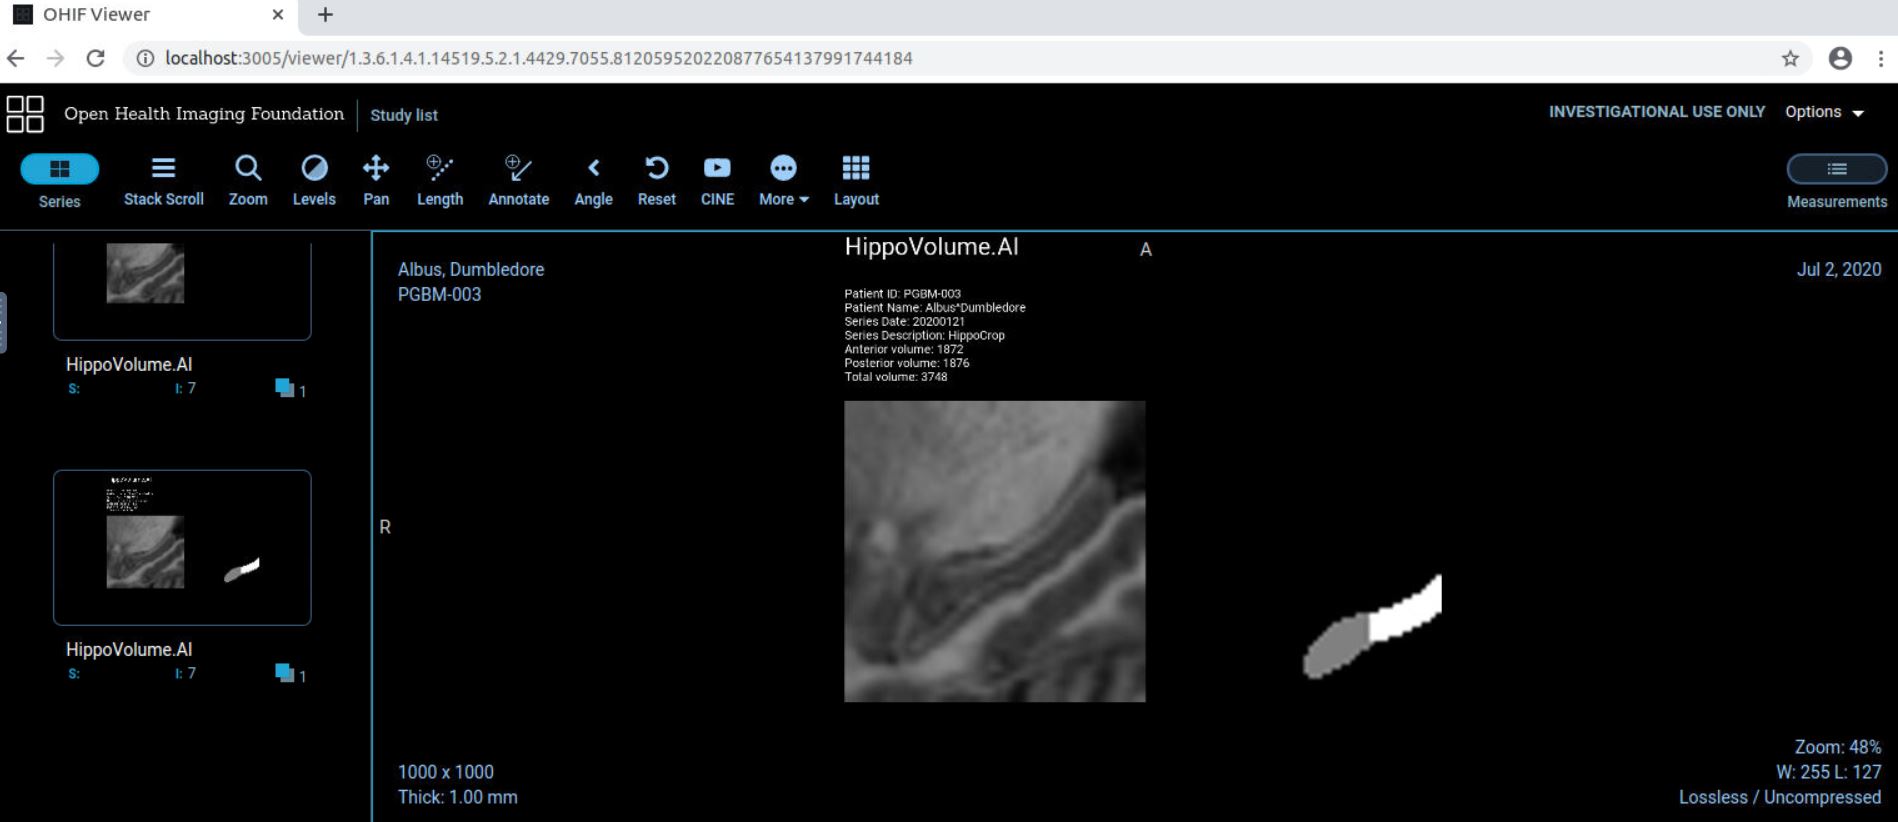 OHIF Viewer
localhost:3005/viewer/1.3.6.1.4.1.14519.5.2.1.4429.7055.812059520220877654137991744184
Open Health Imaging Foundation
Study list
INVESTIGATIONAL USE ONLY
Options
Series
Stack Scroll
Zoom
Levels
Pan
Length
Annotate
Angle
Reset
CINE
More
Layout
Measurements
HippoVolume.AI
S:
I: 7
1
HippoVolume.AI
S:
I: 7
1
Albus, Dumbledore
PGBM-003
HippoVolume.AI
A
Jul 2, 2020
Patient ID: PGBM-003
Patient Name: Albus^Dumbledore
Series Date: 20200121
Series Description: HippoCrop
Anterior volume: 1872
Posterior volume: 1876
Total volume: 3748
R
1000 x 1000
Thick: 1.00 mm
Zoom: 48%
W: 255 L: 127
Lossless / Uncompressed